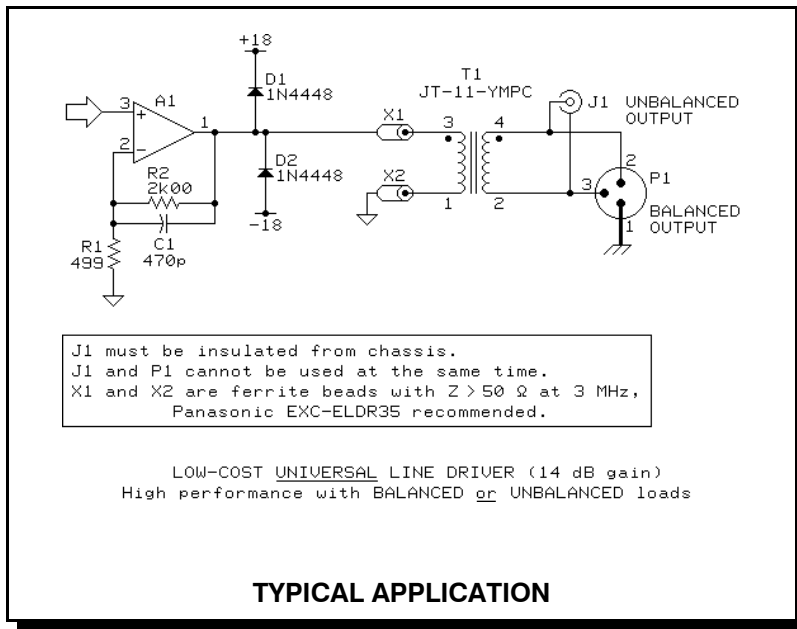 +18
D1
1N4448
T1
JT-11-YMPC
J1 UNBALANCED
OUTPUT
A1
3
+
2
−
1
X1
3
4
D2
1N4448
R2
2k00
X2
1
2
2
3
P1
1
BALANCED
OUTPUT
-18
R1
499
C1
470p
J1 must be insulated from chassis.
J1 and P1 cannot be used at the same time.
X1 and X2 are ferrite beads with Z > 50 Ω at 3 MHz,
Panasonic EXC-ELDR35 recommended.
LOW-COST UNIVERSAL LINE DRIVER (14 dB gain)
High performance with BALANCED or UNBALANCED loads
TYPICAL APPLICATION